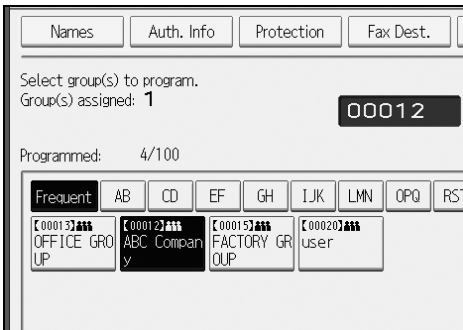 Names Auth. Info Protection Fax Dest.
Select group(s) to program.
Group(s) assigned: 1
00012
Programmed: 4/100
Frequent AB CD EF GH IJK LMN OPQ RST
【00013】 【00012】 【00015】 【00020】
OFFICE GRO ABC Compan FACTORY GR user
UP y OUP